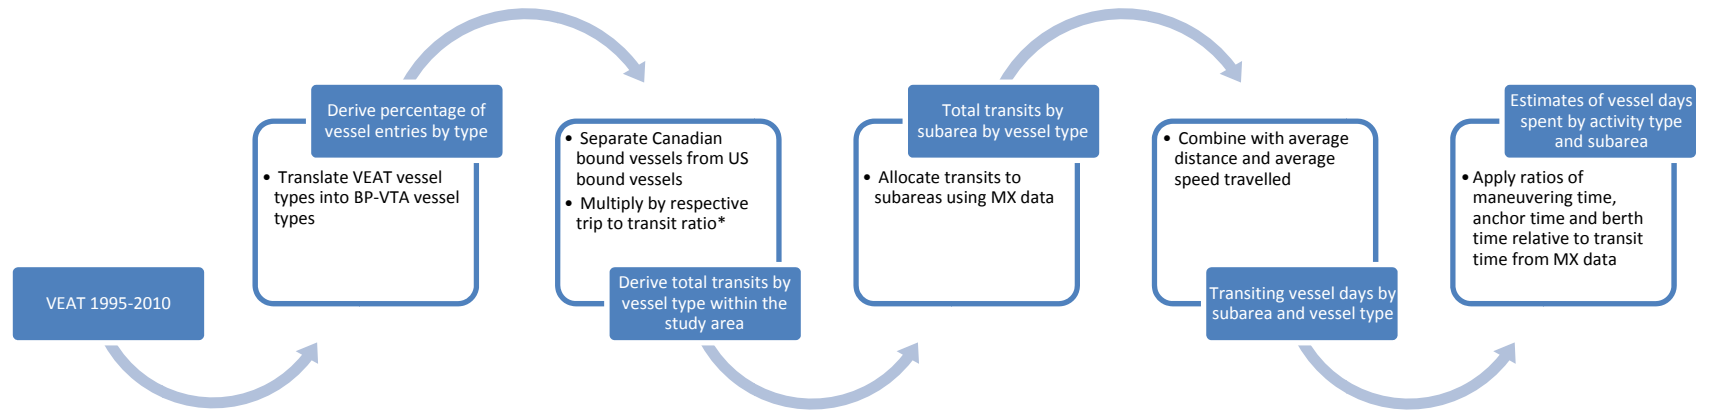 VEAT 1995-2010
Derive percentage of
vessel entries by type
• Translate VEAT vessel
types into BP-VTA vessel
types
• Separate Canadian
bound vessels from US
bound vessels
• Multiply by respective
trip to transit ratio*
Derive total transits by
vessel type within the
study area
Total transits by
subarea by vessel type
• Allocate transits to
subareas using MX data
• Combine with average
distance and average
speed travelled
Transiting vessel days by
subarea and vessel type
Estimates of vessel days
spent by activity type
and subarea
• Apply ratios of
maneuvering time,
anchor time and berth
time relative to transit
time from MX data